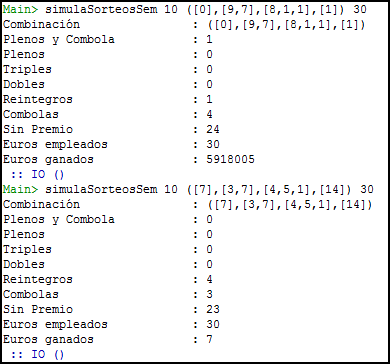 Main> simulaSorteosSem 10 ([0],[9,7],[8,1,1],[1]) 30
Combinación : ([0],[9,7],[8,1,1],[1])
Plenos y Combola : 1
Plenos : 0
Triples : 0
Dobles : 0
Reintegros : 1
Combolas : 4
Sin Premio : 24
Euros empleados : 30
Euros ganados : 5918005
:: IO ()
Main> simulaSorteosSem 10 ([7],[3,7],[4,5,1],[14]) 30
Combinación : ([7],[3,7],[4,5,1],[14])
Plenos y Combola : 0
Plenos : 0
Triples : 0
Dobles : 0
Reintegros : 4
Combolas : 3
Sin Premio : 23
Euros empleados : 30
Euros ganados : 7
:: IO ()